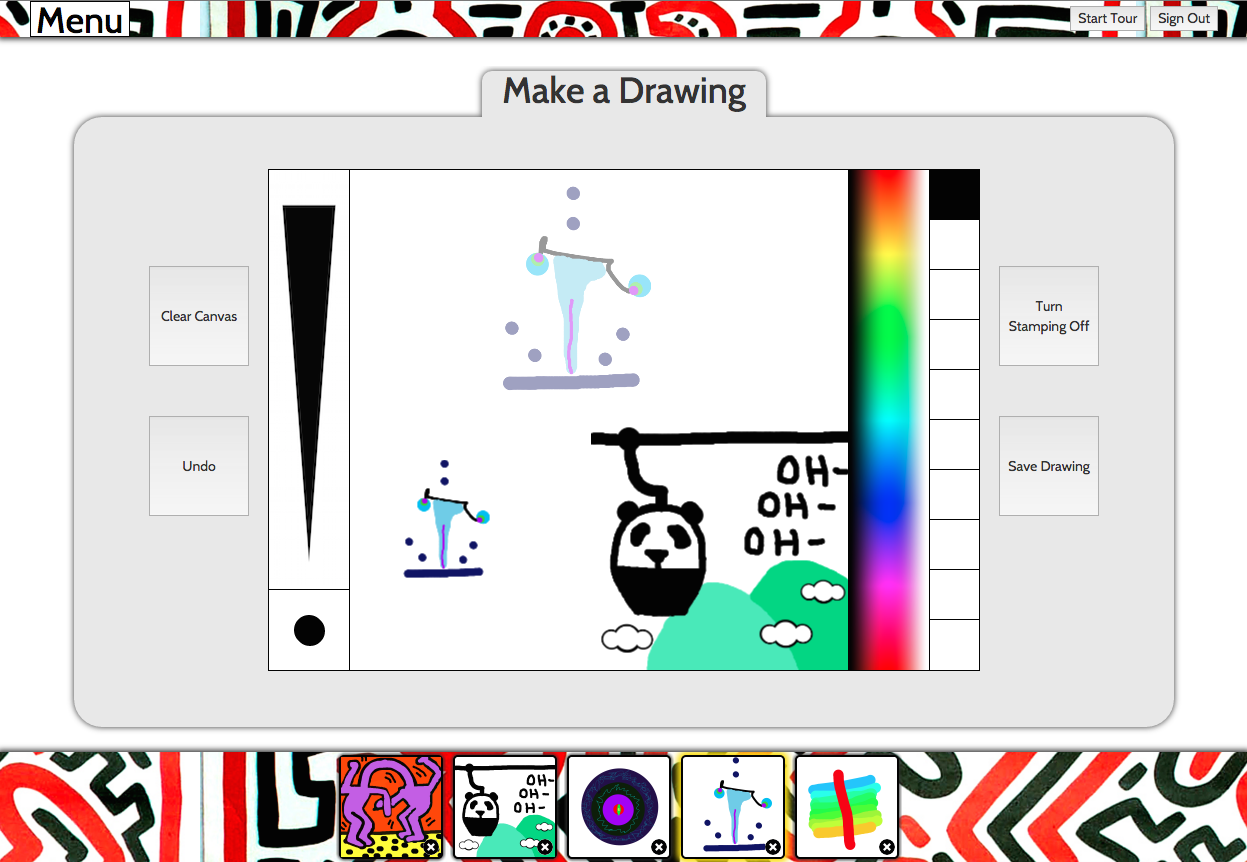 Menu
Start Tour
Sign Out
Make a Drawing
Clear Canvas
Undo
Turn
Stamping Off
Save Drawing
OH-
OH-
OH-
OH-
OH-
OH-